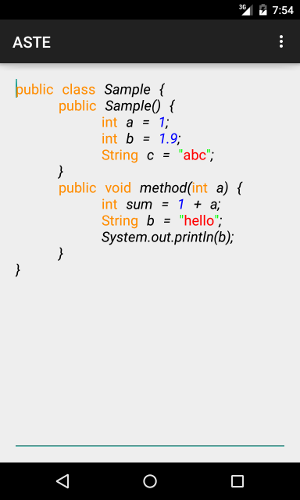 3G 7:54
ASTE
public class Sample {
public Sample() {
int a = 1;
int b = 1.9;
String c = "abc";
}
public void method(int a) {
int sum = 1 + a;
String b = "hello";
System.out.println(b);
}
}